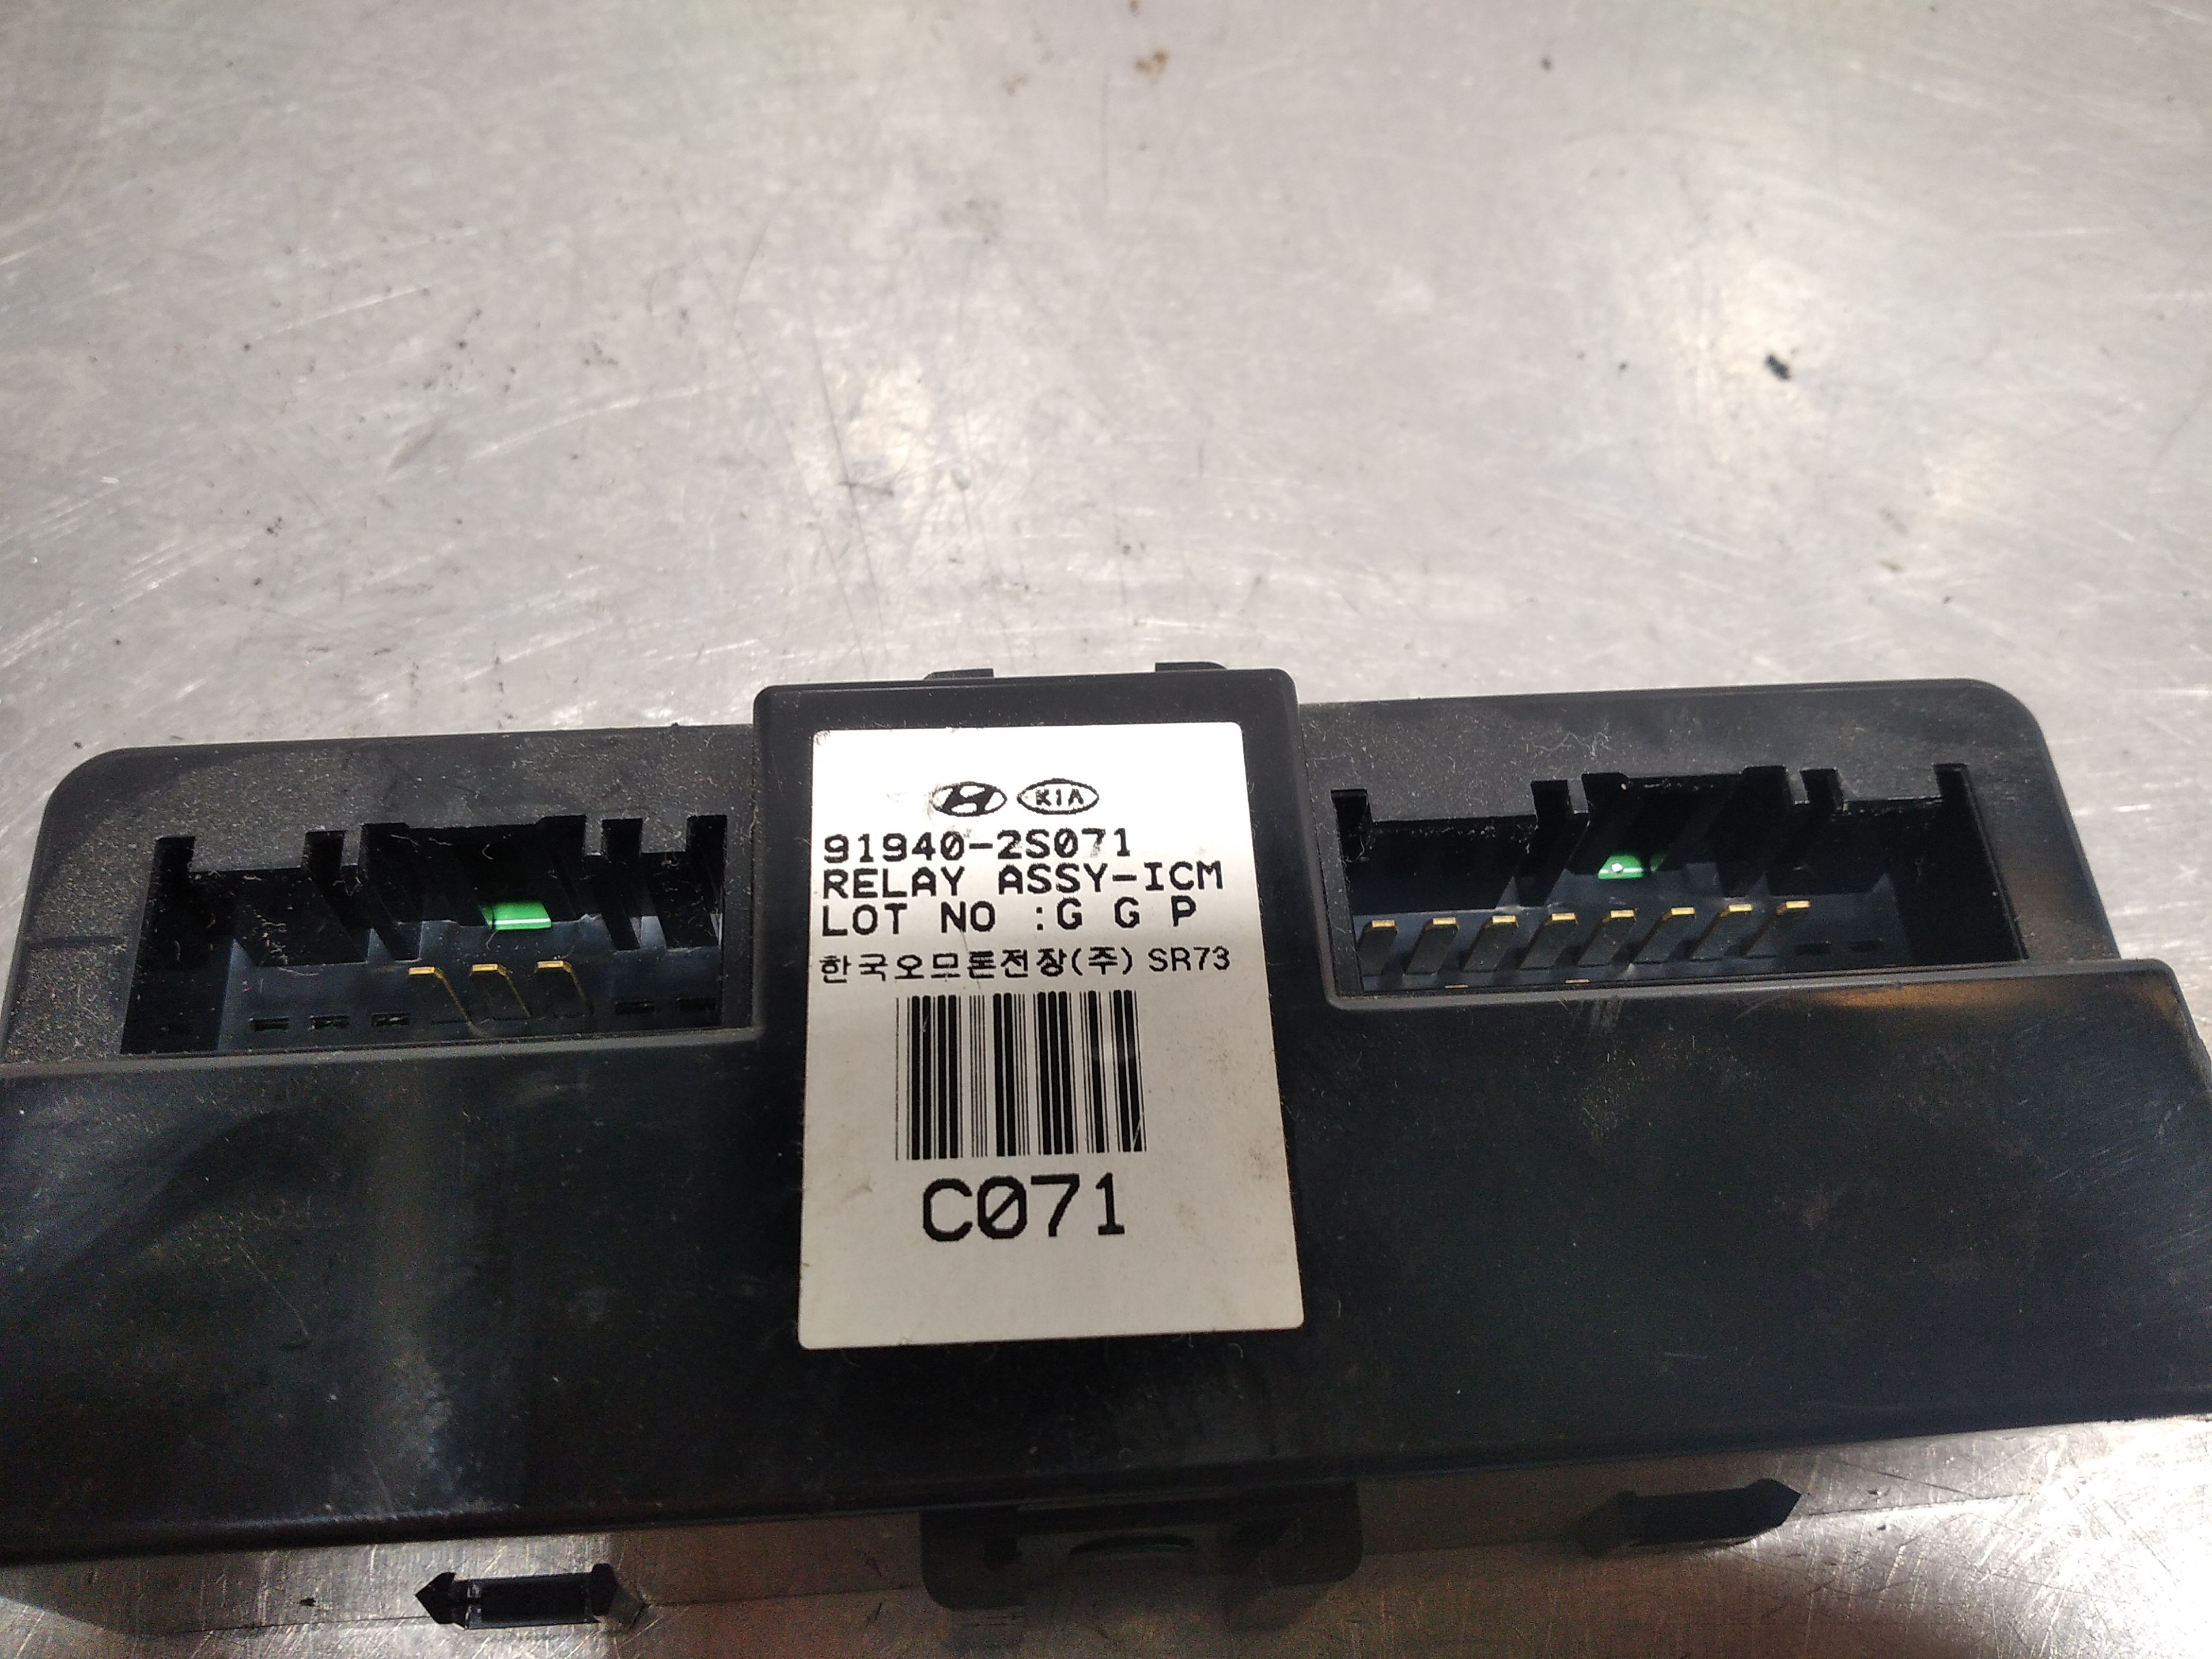 KIA
91940-2S071
RELAY ASSY-ICM
LOT NO :G G P
한국오므론전장(주) SR73
C071